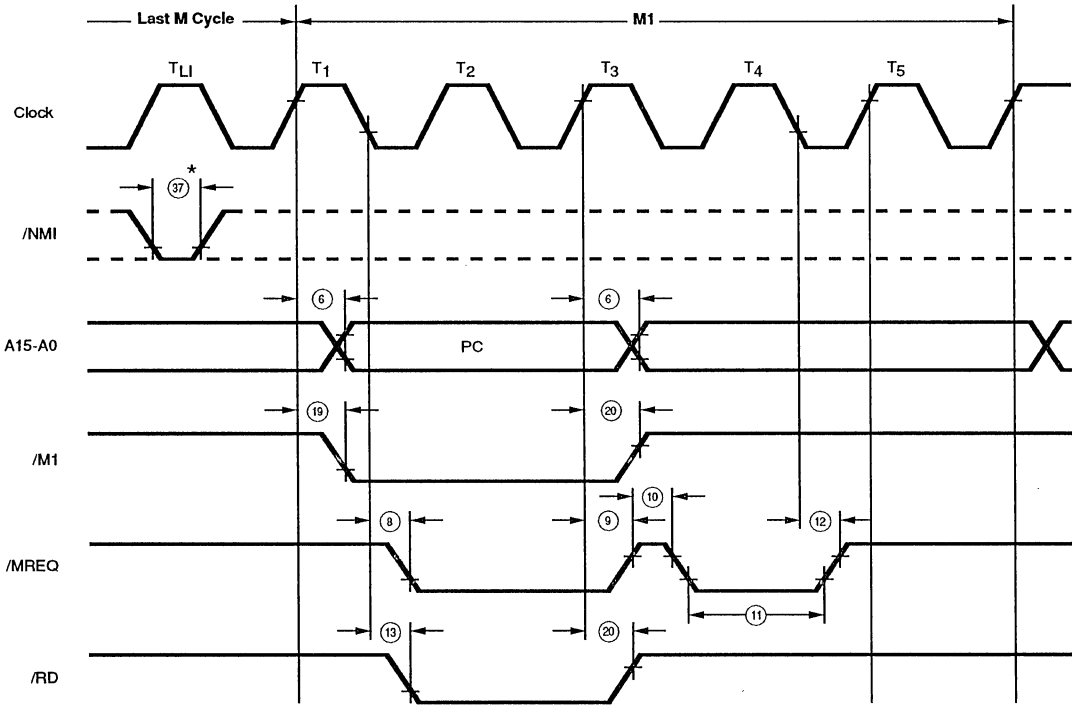 Last M Cycle M1
TLI T1 T2 T3 T4 T5
Clock
*
37
/NMI
6 6
A15-A0 PC
19 20
/M1
10
8 9 12
/MREQ
11
13 20
/RD